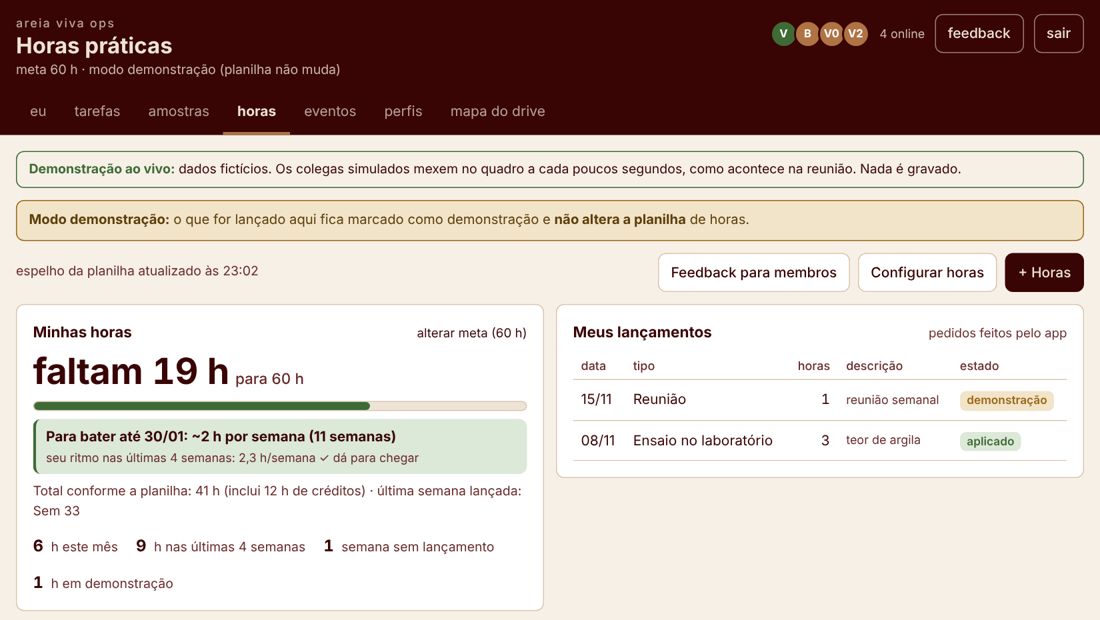 areia viva ops
Horas práticas
meta 60 h · modo demonstração (planilha não muda)
V B V0 V2 4 online feedback sair
eu tarefas amostras horas eventos perfis mapa do drive
Demonstração ao vivo: dados fictícios. Os colegas simulados mexem no quadro a cada poucos segundos, como acontece na reunião. Nada é gravado.
Modo demonstração: o que for lançado aqui fica marcado como demonstração e não altera a planilha de horas.
espelho da planilha atualizado às 23:02
Feedback para membros Configurar horas + Horas
Minhas horas alterar meta (60 h)
faltam 19 h para 60 h
Para bater até 30/01: ~2 h por semana (11 semanas)
seu ritmo nas últimas 4 semanas: 2,3 h/semana ✓ dá para chegar
Total conforme a planilha: 41 h (inclui 12 h de créditos) · última semana lançada:
Sem 33
6 h este mês 9 h nas últimas 4 semanas 1 semana sem lançamento
1 h em demonstração
Meus lançamentos pedidos feitos pelo app
data tipo horas descrição estado
15/11 Reunião 1 reunião semanal demonstração
08/11 Ensaio no laboratório 3 teor de argila aplicado